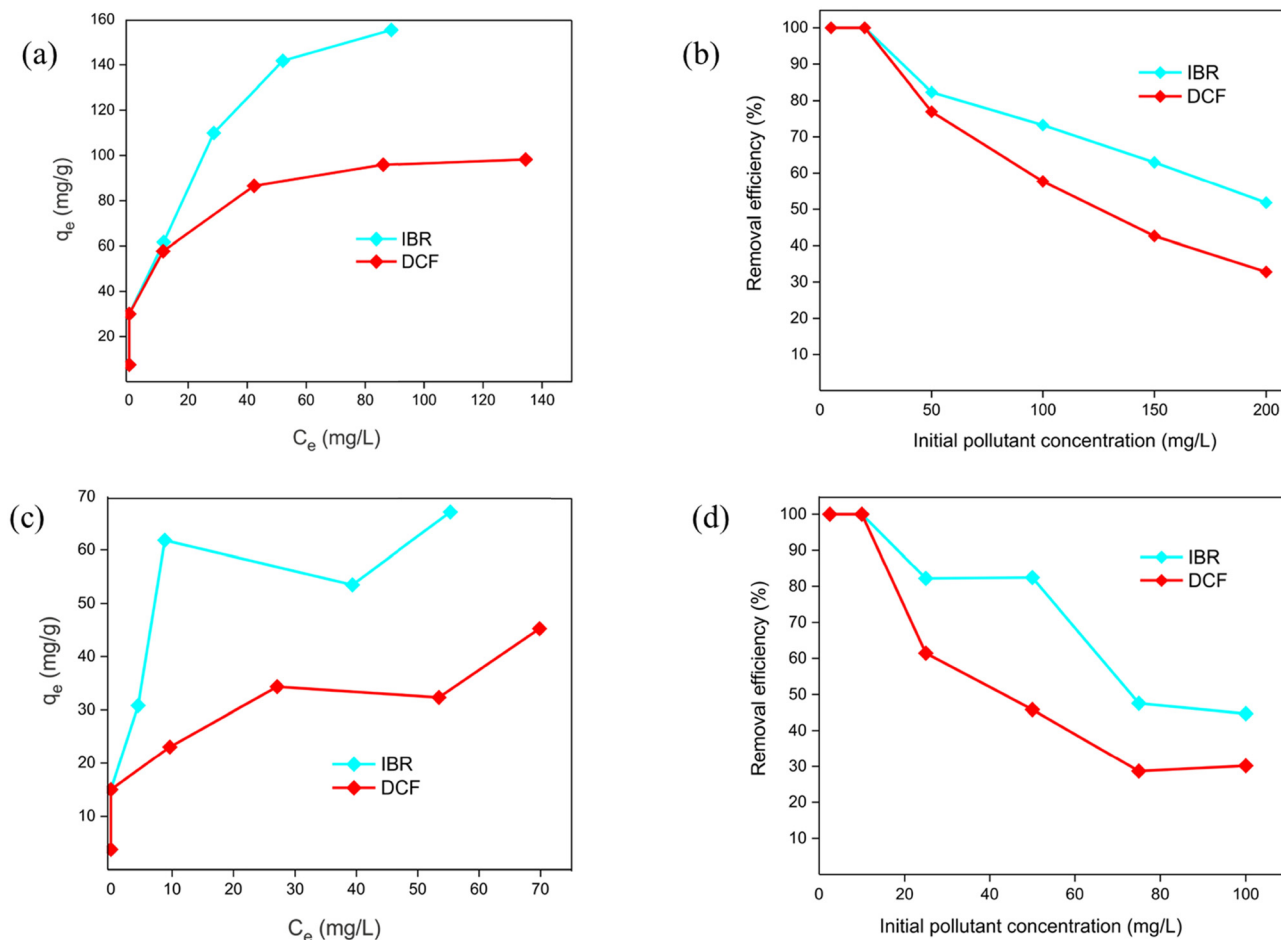 (a)
160
140
120
100
80
60
40
20
qe (mg/g)
IBR
DCF
0 20 40 60 80 100 120 140
Ce (mg/L)
(b)
100
90
80
70
60
50
40
30
20
10
Removal efficiency (%)
IBR
DCF
0 50 100 150 200
Initial pollutant concentration (mg/L)
(c)
70
60
50
40
30
20
10
qe (mg/g)
IBR
DCF
0 10 20 30 40 50 60 70
Ce (mg/L)
(d)
100
90
80
70
60
50
40
30
20
10
Removal efficiency (%)
IBR
DCF
0 20 40 60 80 100
Initial pollutant concentration (mg/L)